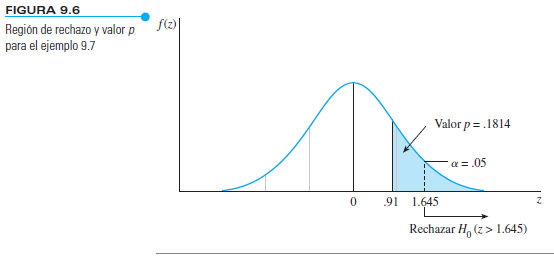 FIGURA 9.6
Región de rechazo y valor p
para el ejemplo 9.7
f(z)
Valor p = .1814
α = .05
0 .91 1.645 z
Rechazar H₀ (z > 1.645)